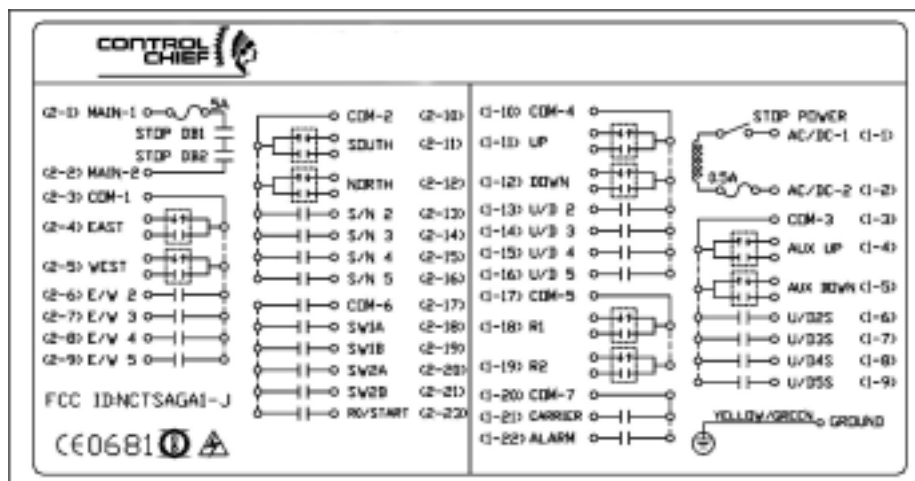 CONTROL
CHIEF
(2-1) MAIN-1
5A
STOP DB1
STOP DB2
(2-2) MAIN-2
(2-3) COM-1
(2-4) EAST
(2-5) WEST
(2-6) E/W 2
(2-7) E/W 3
(2-8) E/W 4
(2-9) E/W 5
FCC ID:NCTSAGA1-J
CE0681
COM-2 (2-10)
SOUTH (2-11)
NORTH (2-12)
S/N 2 (2-13)
S/N 3 (2-14)
S/N 4 (2-15)
S/N 5 (2-16)
COM-6 (2-17)
SW1A (2-18)
SW1B (2-19)
SW2A (2-20)
SW2B (2-21)
R0/START (2-23)
(1-10) COM-4
(1-11) UP
(1-12) DOWN
(1-13) U/D 2
(1-14) U/D 3
(1-15) U/D 4
(1-16) U/D 5
(1-17) COM-5
(1-18) R1
(1-19) R2
(1-20) COM-7
(1-21) CARRIER
(1-22) ALARM
STOP POWER
AC/DC-1 (1-1)
0.5A
AC/DC-2 (1-2)
COM-3 (1-3)
AUX UP (1-4)
AUX DOWN (1-5)
U/D2S (1-6)
U/D3S (1-7)
U/D4S (1-8)
U/D5S (1-9)
YELLOW/GREEN GROUND